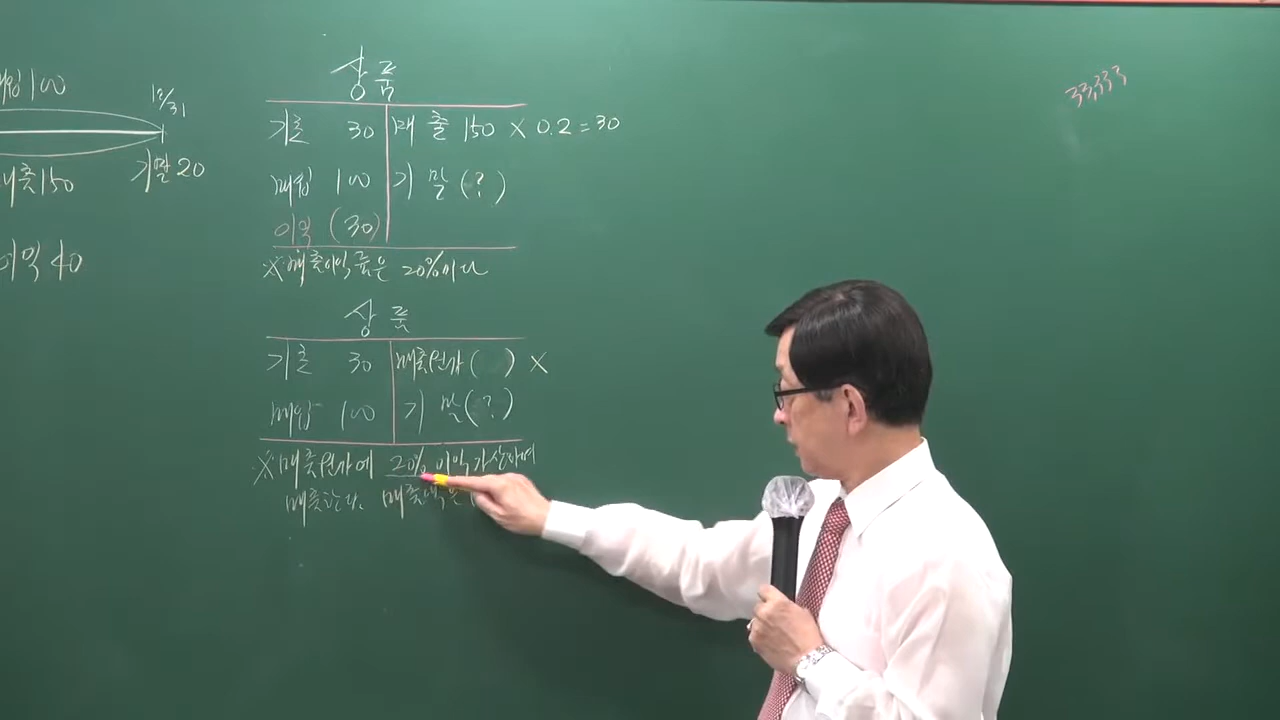 매입 100
12/31
매출 150
기말 20
이익 40
상품
기초 30 매출 150 × 0.2 = 30
매입 100 기말 (?)
이익 (30)
※ 매출이익률은 20%이다
상품
기초 30 매출원가 ( ) ×
매입 100 기말 (?)
※ 매출원가에 20% 이익 가산하여
매출한다. 매출액은
33,333